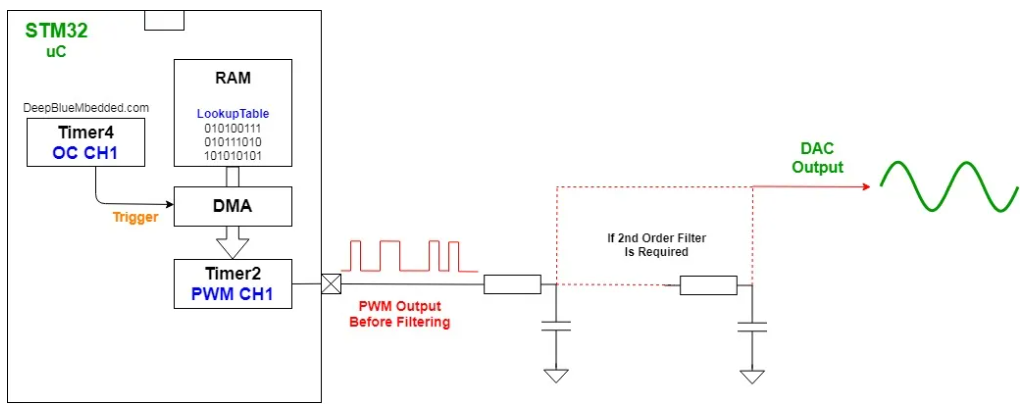 STM32
uC
RAM
LookupTable
010100111
010111010
101010101
DeepBlueMbedded.com
Timer4
OC CH1
DMA
Trigger
Timer2
PWM CH1
PWM Output
Before Filtering
If 2nd Order Filter
Is Required
DAC
Output